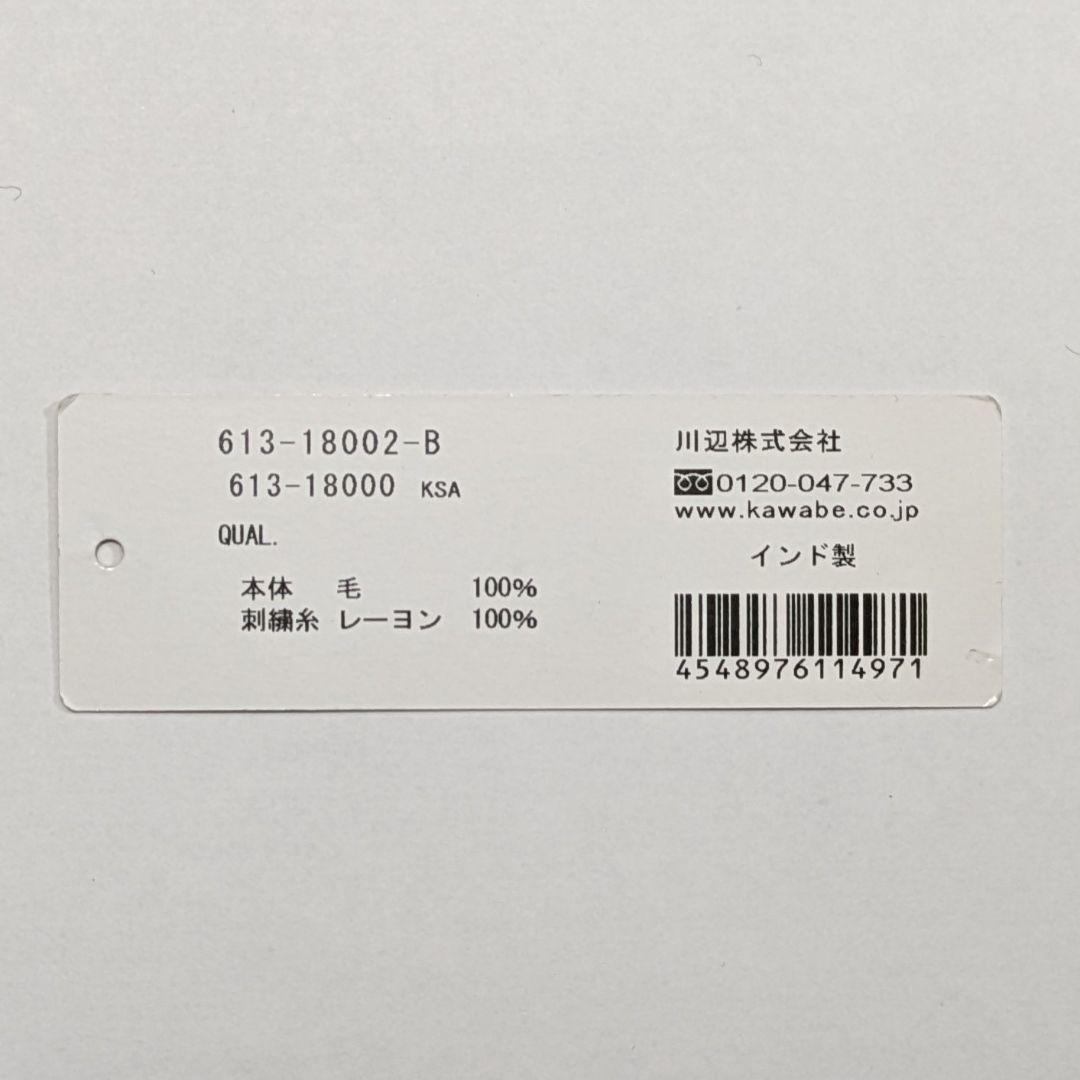 613-18002-B
613-18000 KSA
QUAL.
本体 毛 100%
刺繍糸 レーヨン 100%
川辺株式会社
0120-047-733
www.kawabe.co.jp
インド製
4548976114971